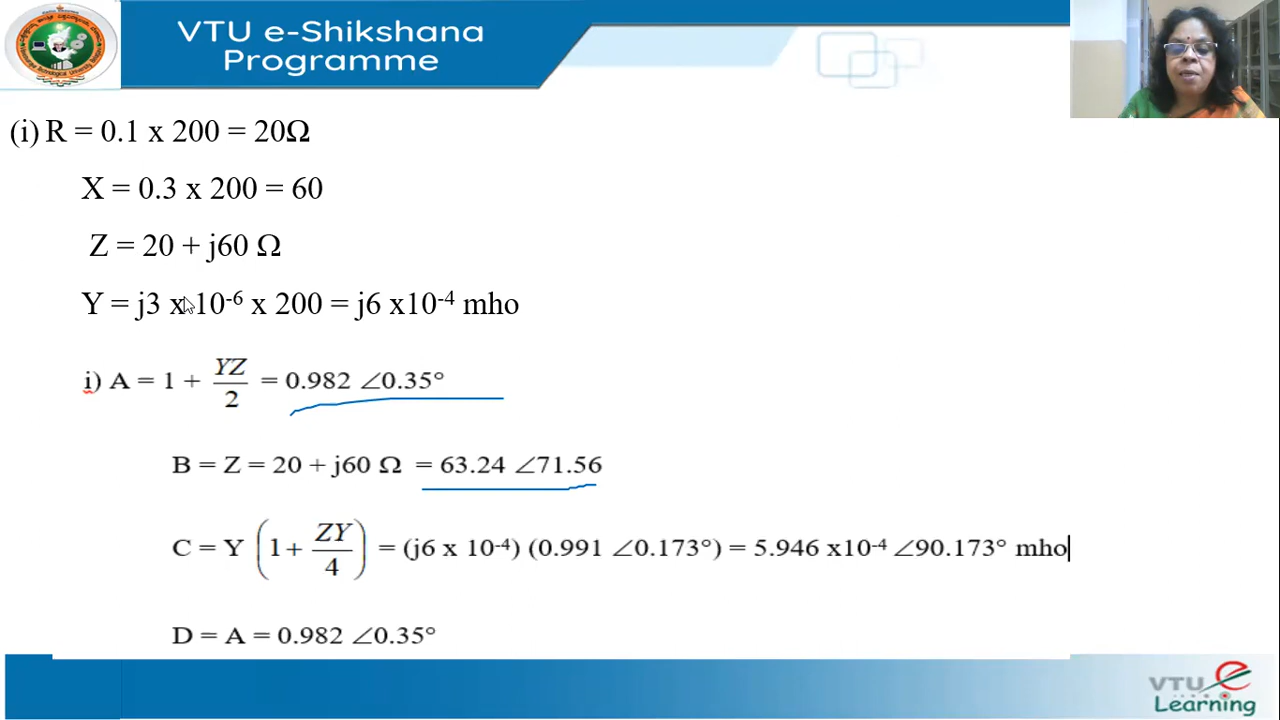 VTU e-Shikshana
Programme
(i) R = 0.1 x 200 = 20Ω
X = 0.3 x 200 = 60
Z = 20 + j60 Ω
Y = j3 x 10⁻⁶ x 200 = j6 x10⁻⁴ mho
i) A = 1 + YZ/2 = 0.982 ∠0.35°
B = Z = 20 + j60 Ω = 63.24 ∠71.56
C = Y (1+ ZY/4) = (j6 x 10⁻⁴) (0.991 ∠0.173°) = 5.946 x10⁻⁴ ∠90.173° mho
D = A = 0.982 ∠0.35°
VTU e
Learning